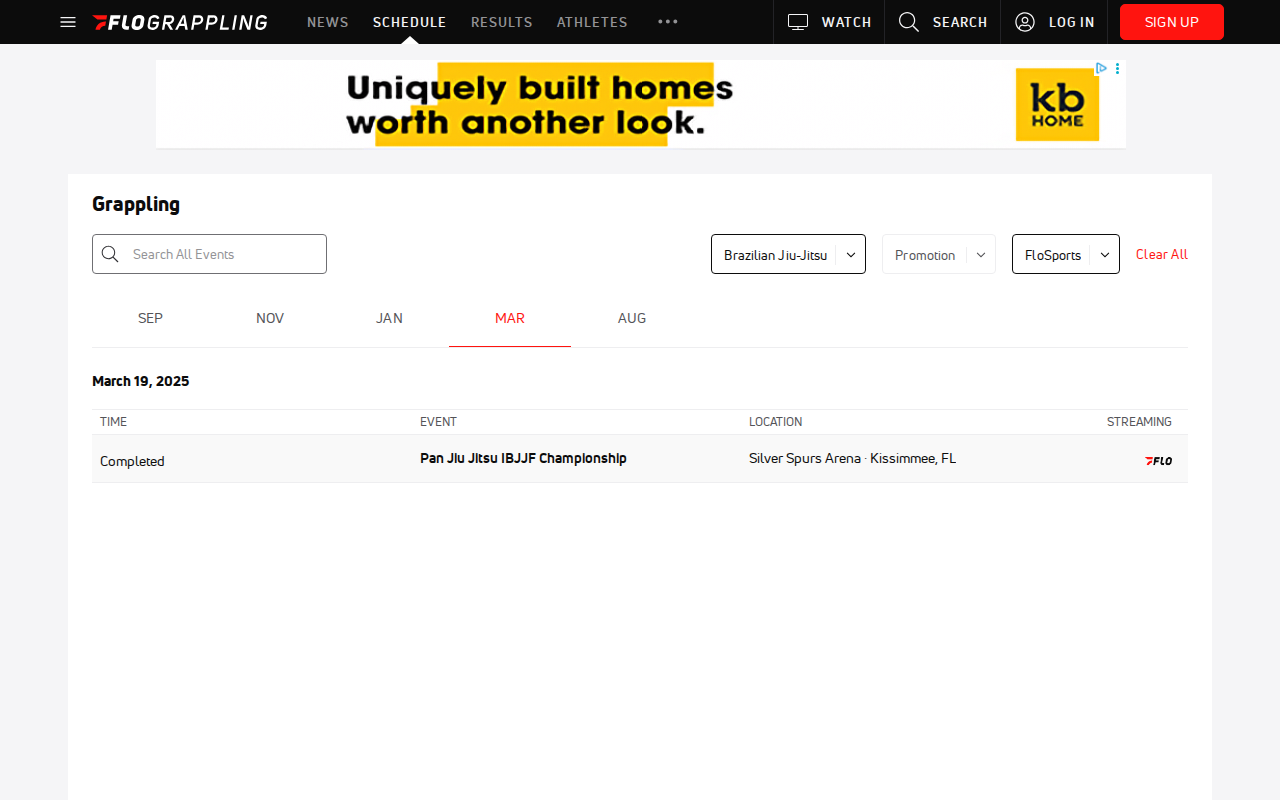 FLOGRAPPLING NEWS SCHEDULE RESULTS ATHLETES WATCH SEARCH LOG IN SIGN UP
Uniquely built homes
worth another look.
kb
HOME
Grappling
Search All Events Brazilian Jiu-Jitsu Promotion FloSports Clear All
SEP NOV JAN MAR AUG
March 19, 2025
TIME EVENT LOCATION STREAMING
Completed Pan Jiu Jitsu IBJJF Championship Silver Spurs Arena · Kissimmee, FL FLO